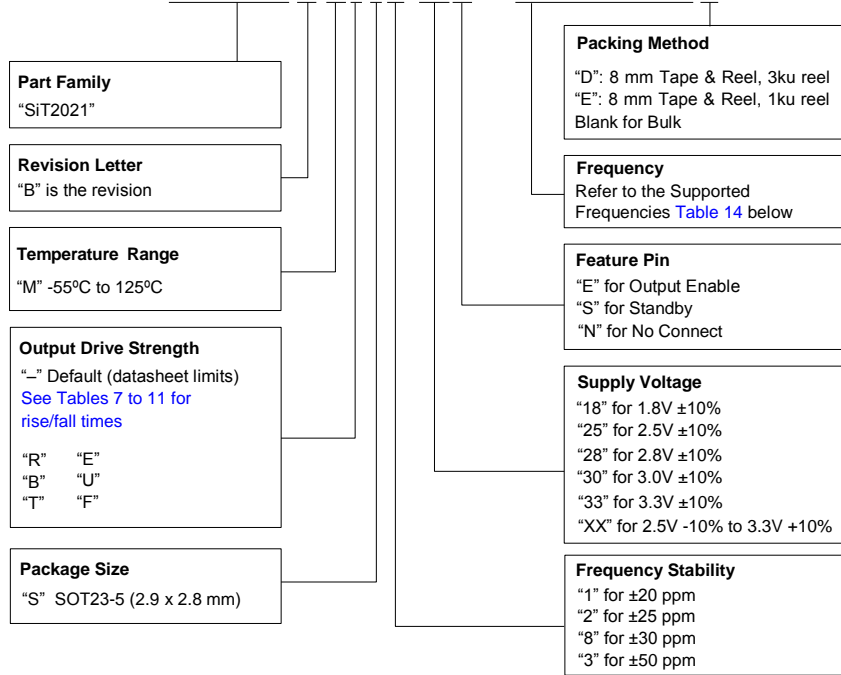 Part Family
“SiT2021”
Revision Letter
“B” is the revision
Temperature Range
“M” -55ºC to 125ºC
Output Drive Strength
“–” Default (datasheet limits)
See Tables 7 to 11 for
rise/fall times
“R” “E”
“B” “U”
“T” “F”
Package Size
“S” SOT23-5 (2.9 x 2.8 mm)
Packing Method
“D”: 8 mm Tape & Reel, 3ku reel
“E”: 8 mm Tape & Reel, 1ku reel
Blank for Bulk
Frequency
Refer to the Supported
Frequencies Table 14 below
Feature Pin
“E” for Output Enable
“S” for Standby
“N” for No Connect
Supply Voltage
“18” for 1.8V ±10%
“25” for 2.5V ±10%
“28” for 2.8V ±10%
“30” for 3.0V ±10%
“33” for 3.3V ±10%
“XX” for 2.5V -10% to 3.3V +10%
Frequency Stability
“1” for ±20 ppm
“2” for ±25 ppm
“8” for ±30 ppm
“3” for ±50 ppm